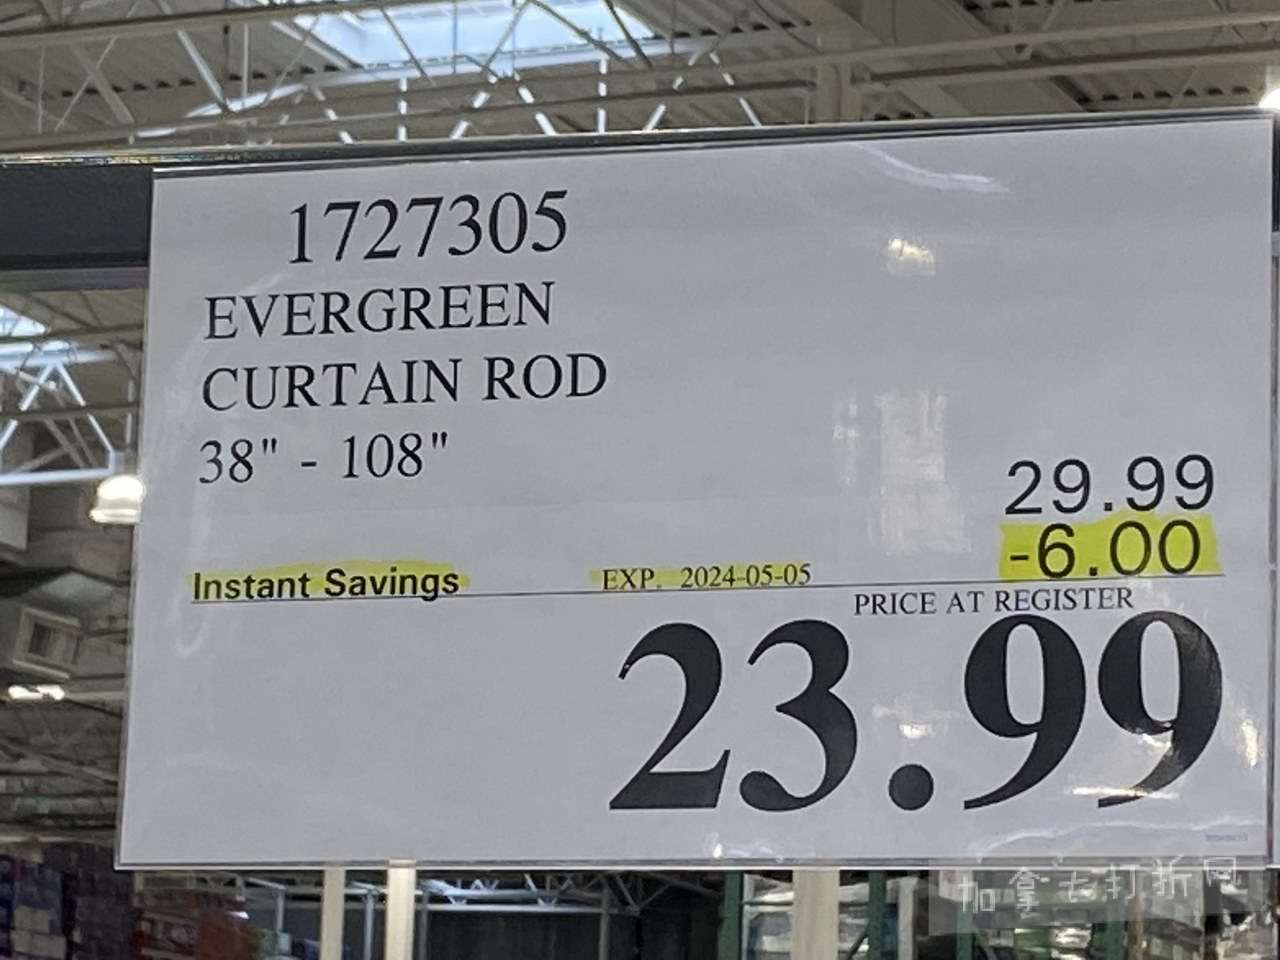 1727305
EVERGREEN
CURTAIN ROD
38" - 108"
29.99
-6.00
Instant Savings EXP. 2024-05-05
PRICE AT REGISTER
23.99
加拿大打折网